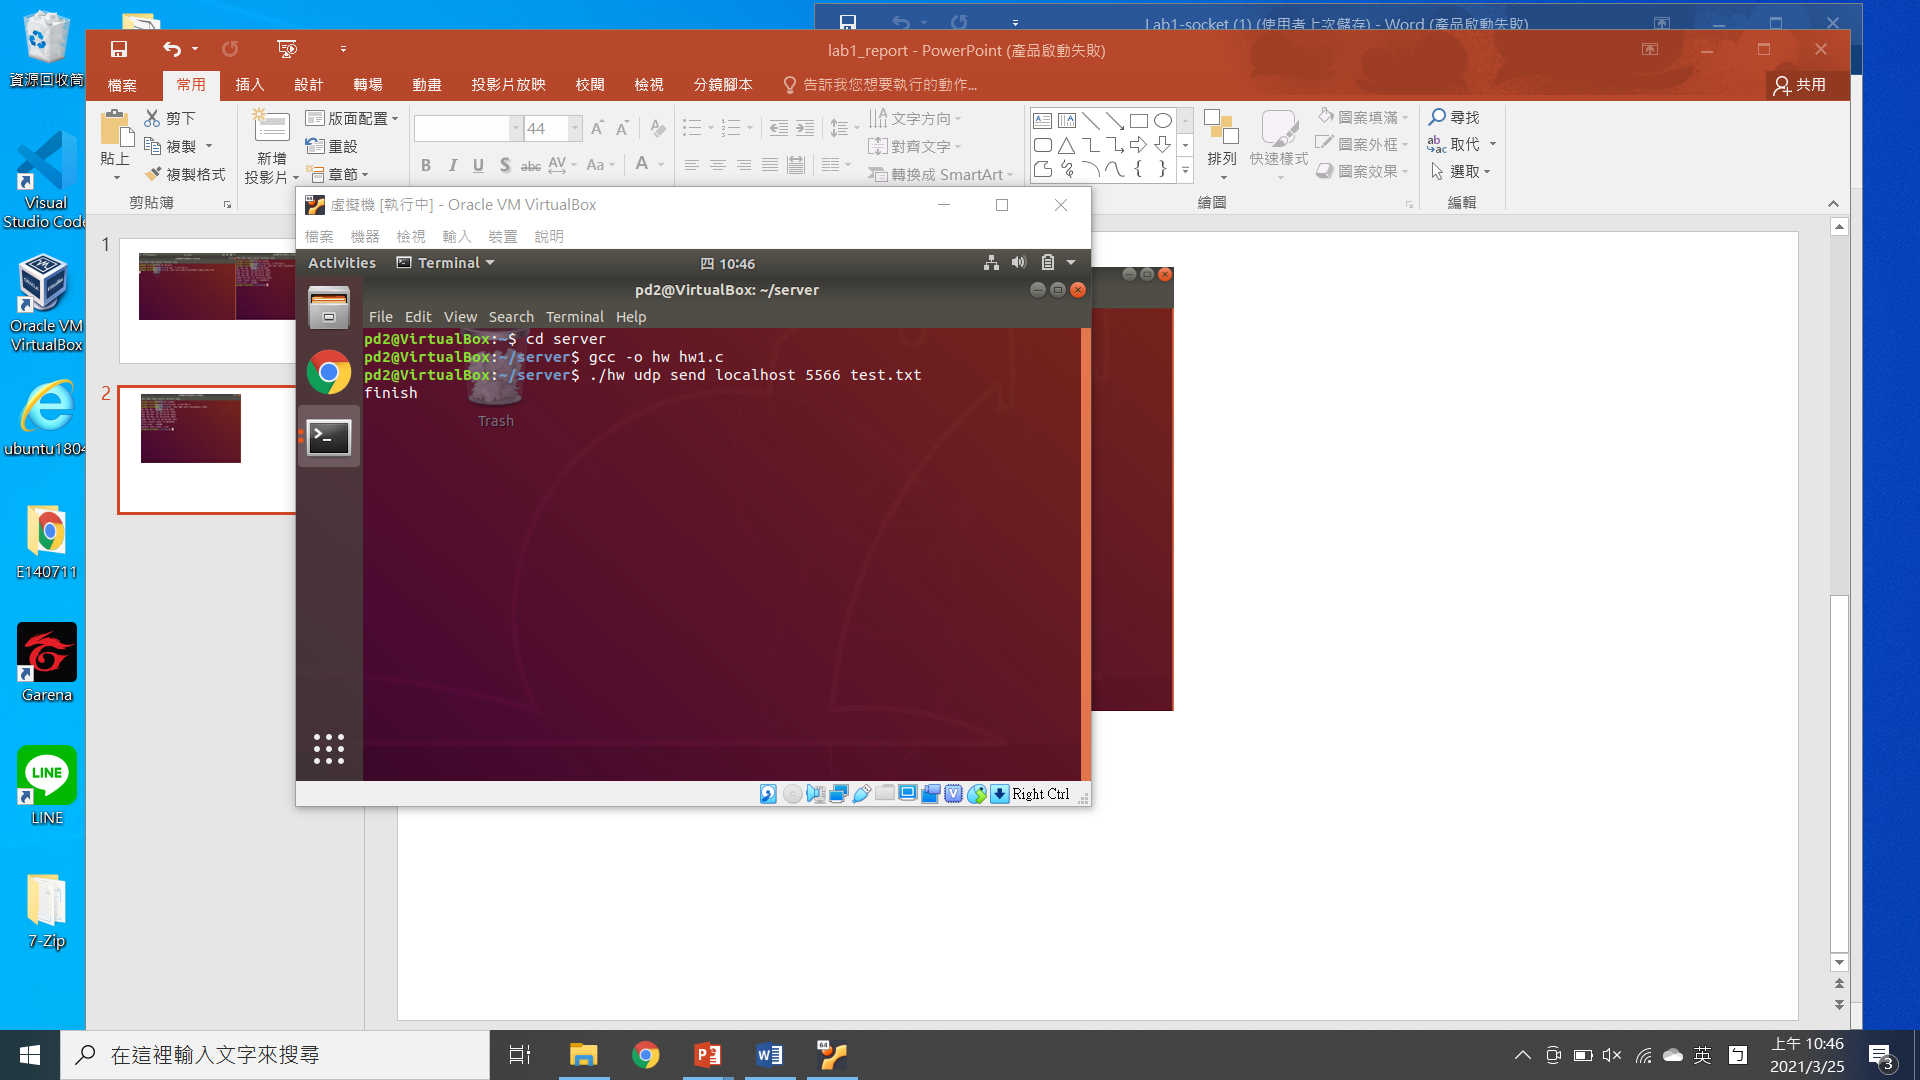 資源回收筒
Visual
Studio Code
Oracle VM
VirtualBox
ubuntu1804
E140711
Garena
LINE
LINE
7-Zip
Lab1-socket (1) (使用者上次儲存) - Word (產品啟動失敗)
lab1_report - PowerPoint (產品啟動失敗)
檔案 常用 插入 設計 轉場 動畫 投影片放映 校閱 檢視 分鏡腳本 告訴我您想要執行的動作... 共用
貼上
剪下
複製
複製格式
剪貼簿
新增
投影片
版面配置
重設
章節
44
B I U S abc AV Aa A
文字方向
對齊文字
轉換成 SmartArt
排列
快速樣式
圖案填滿
圖案外框
圖案效果
繪圖
尋找
取代
選取
編輯
1
2
虛擬機 [執行中] - Oracle VM VirtualBox
檔案 機器 檢視 輸入 裝置 說明
Activities Terminal 四 10:46
pd2@VirtualBox: ~/server
File Edit View Search Terminal Help
pd2@VirtualBox:~$ cd server
pd2@VirtualBox:~/server$ gcc -o hw hw1.c
pd2@VirtualBox:~/server$ ./hw udp send localhost 5566 test.txt
finish
Trash
Right Ctrl
在這裡輸入文字來搜尋
英
上午 10:46
2021/3/25
3